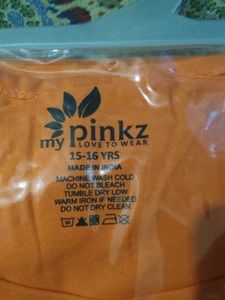 my pinkz
LOVE TO WEAR
15-16 YRS
MADE IN INDIA
MACHINE WASH COLD
DO NOT BLEACH
TUMBLE DRY LOW
WARM IRON IF NEEDED
DO NOT DRY CLEAN